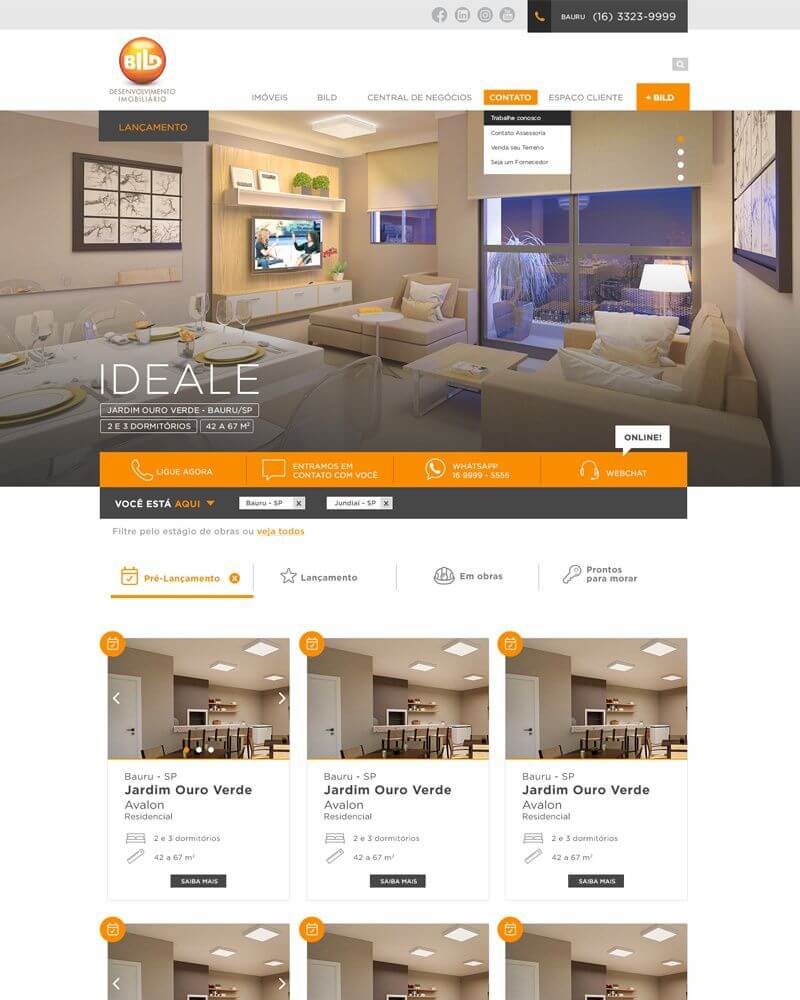 BAURU (16) 3323-9999
BILD
DESENVOLVIMENTO
IMOBILIÁRIO
IMÓVEIS
BILD
CENTRAL DE NEGÓCIOS
CONTATO
ESPAÇO CLIENTE
+ BILD
Trabalhe conosco
Contato Assessoria
Venda seu Terreno
Seja um Fornecedor
LANÇAMENTO
IDEALE
JARDIM OURO VERDE - BAURU/SP
2 E 3 DORMITÓRIOS
42 A 67 M²
ONLINE!
LIGUE AGORA
ENTRAMOS EM
CONTATO COM VOCÊ
WHATSAPP
16 9999 - 5555
WEBCHAT
VOCÊ ESTÁ AQUI
Bauru - SP x
Jundiaí - SP x
Filtre pelo estágio de obras ou veja todos
Pré-Lançamento
Lançamento
Em obras
Prontos
para morar
Bauru - SP
Jardim Ouro Verde
Avalon
Residencial
2 e 3 dormitórios
42 a 67 m²
SAIBA MAIS
Bauru - SP
Jardim Ouro Verde
Avalon
Residencial
2 e 3 dormitórios
42 a 67 m²
SAIBA MAIS
Bauru - SP
Jardim Ouro Verde
Avalon
Residencial
2 e 3 dormitórios
42 a 67 m²
SAIBA MAIS